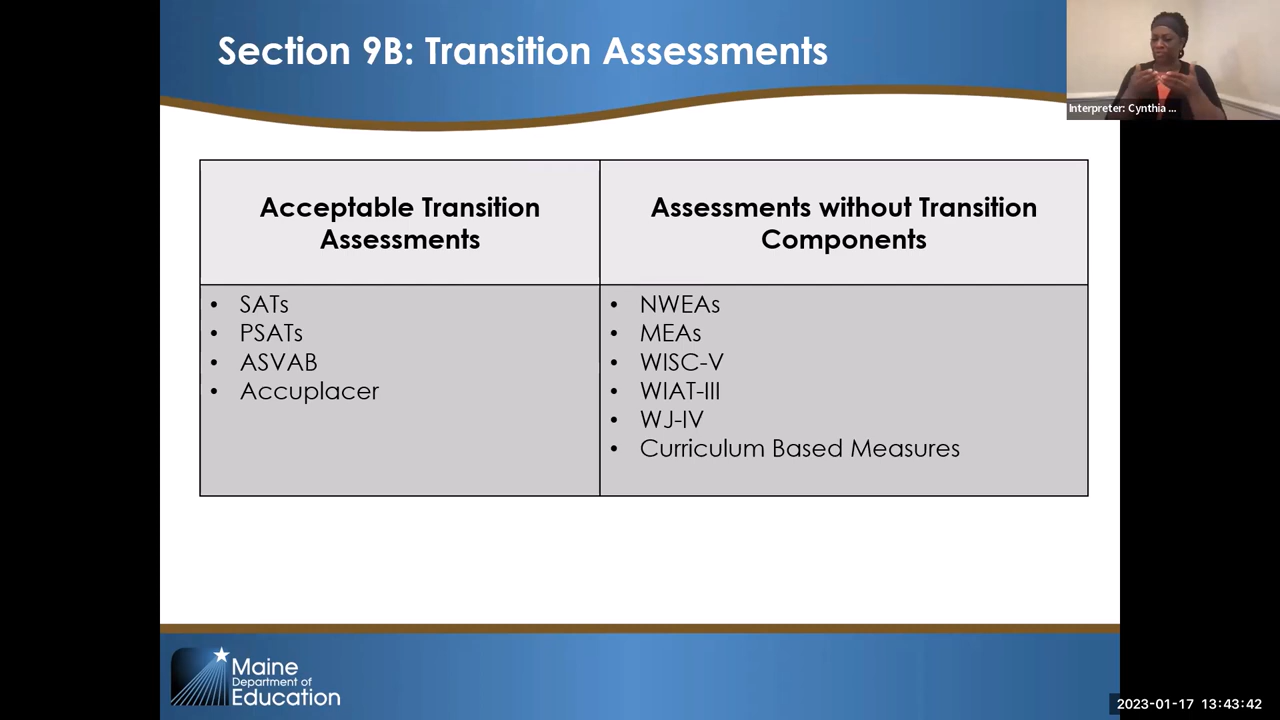 Section 9B: Transition Assessments
Interpreter: Cynthia ...
Acceptable Transition
Assessments
Assessments without Transition
Components
• SATs
• PSATs
• ASVAB
• Accuplacer
• NWEAs
• MEAs
• WISC-V
• WIAT-III
• WJ-IV
• Curriculum Based Measures
Maine
Department of
Education
2023-01-17 13:43:42